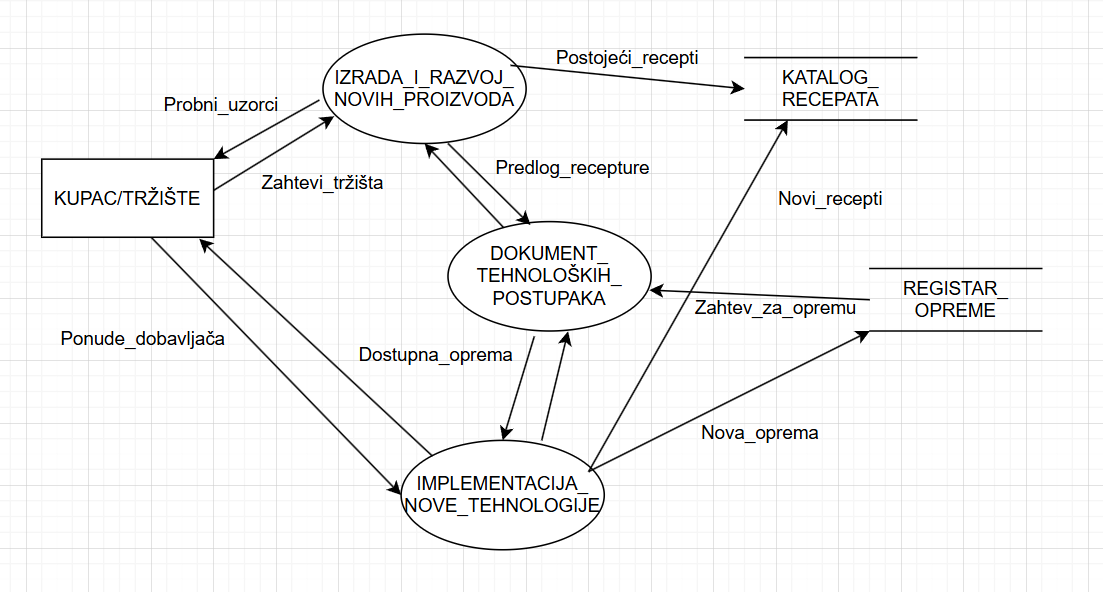 Postojeći_recepti
IZRADA_I_RAZVOJ_
NOVIH_PROIZVODA
KATALOG_
RECEPATA
Probni_uzorci
Predlog_recepture
Zahtevi_tržišta
KUPAC/TRŽIŠTE
Novi_recepti
DOKUMENT_
TEHNOLOŠKIH_
POSTUPAKA
REGISTAR_
OPREME
Zahtev_za_opremu
Ponude_dobavljača
Dostupna_oprema
Nova_oprema
IMPLEMENTACIJA_
NOVE_TEHNOLOGIJE